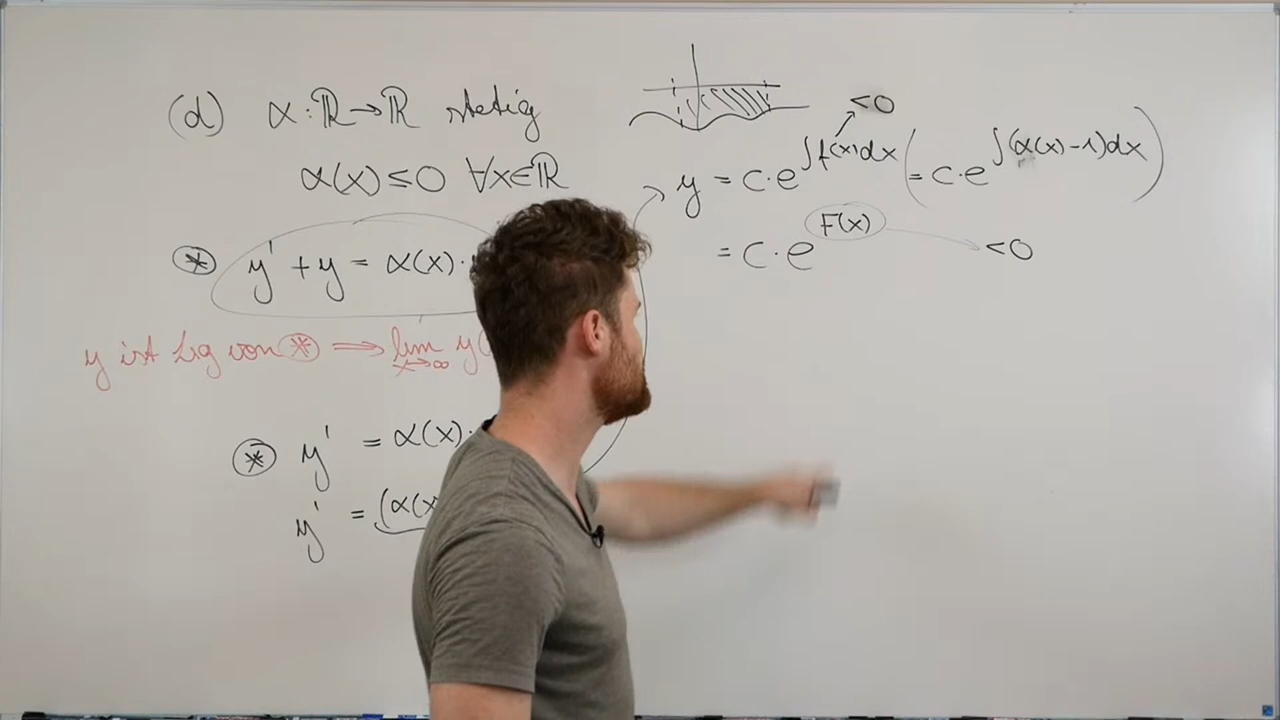 (d) α : ℝ → ℝ stetig
α(x) ≤ 0 ∀x∈ℝ
⊛ y' + y = α(x)·
y ist Lsg von ⊛ ⟹ lim y(
x→∞
⊛ y' = α(x)·
y' = (α(x)
<0
y = c·e^{∫f(x)dx} (= c·e^{∫(α(x)-1)dx})
= c·e^{F(x)} <0